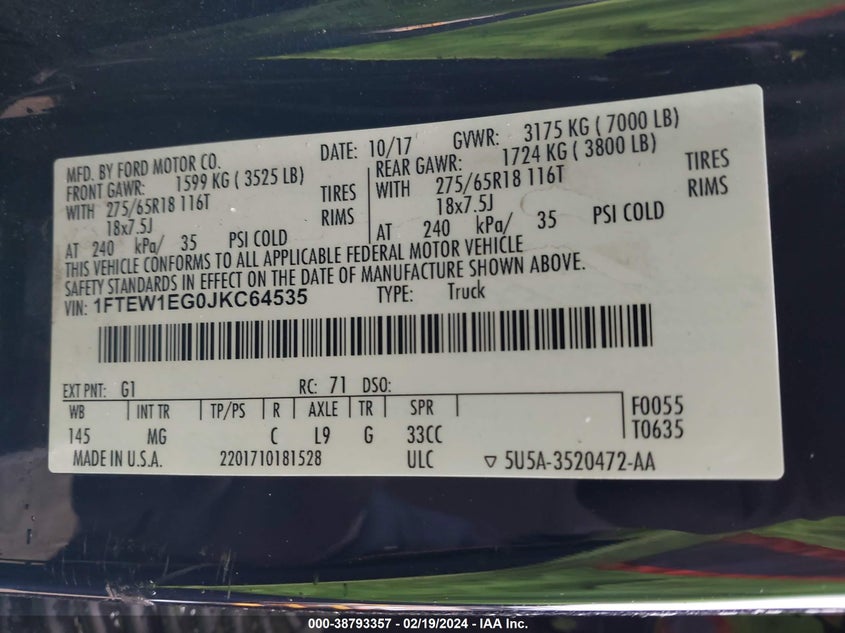 MFD. BY FORD MOTOR CO. DATE: 10/17 GVWR: 3175 KG ( 7000 LB)
FRONT GAWR: 1599 KG ( 3525 LB) REAR GAWR: 1724 KG ( 3800 LB)
WITH 275/65R18 116T TIRES WITH 275/65R18 116T TIRES
18x7.5J RIMS 18x7.5J RIMS
AT 240 kPa/ 35 PSI COLD AT 240 kPa/ 35 PSI COLD
THIS VEHICLE CONFORMS TO ALL APPLICABLE FEDERAL MOTOR VEHICLE
SAFETY STANDARDS IN EFFECT ON THE DATE OF MANUFACTURE SHOWN ABOVE.
VIN: 1FTEW1EG0JKC64535 TYPE: Truck
EXT PNT: G1 RC: 71 DSO:
WB INT TR TP/PS R AXLE TR SPR F0055
145 MG C L9 G 33CC T0635
MADE IN U.S.A. 2201710181528 ULC ▽ 5U5A-3520472-AA
000-38793357 - 02/19/2024 - IAA Inc.